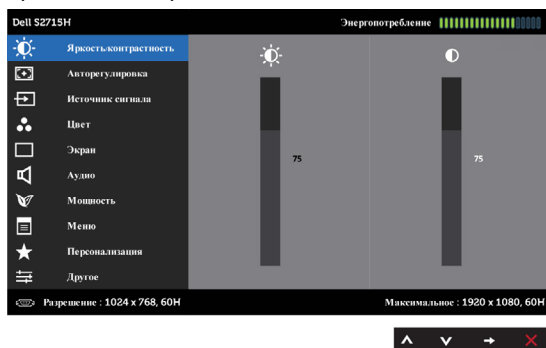 Dell S2715H
Энергопотребление
Яркость/контрастность
Авторегулировка
Источник сигнала
Цвет
Экран
Аудио
Мощность
Меню
Персонализация
Другое
75
75
Разрешение : 1024 x 768, 60H
Максимальное : 1920 x 1080, 60H